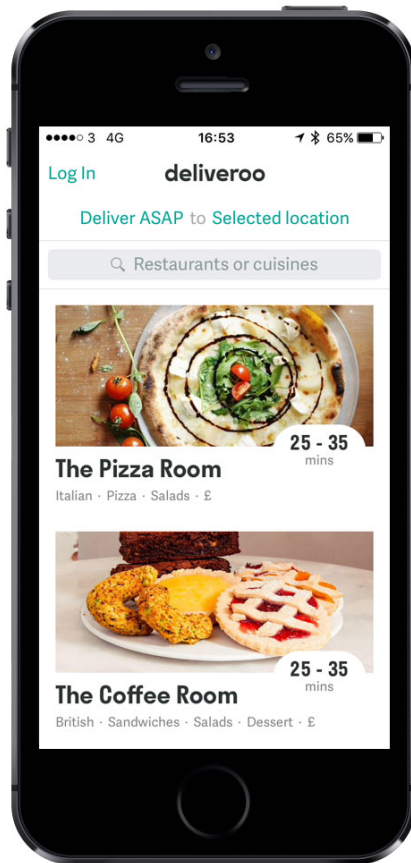 3 4G 16:53 65%
Log In deliveroo
Deliver ASAP to Selected location
Restaurants or cuisines
25 - 35
mins
The Pizza Room
Italian · Pizza · Salads · £
25 - 35
mins
The Coffee Room
British · Sandwiches · Salads · Dessert · £